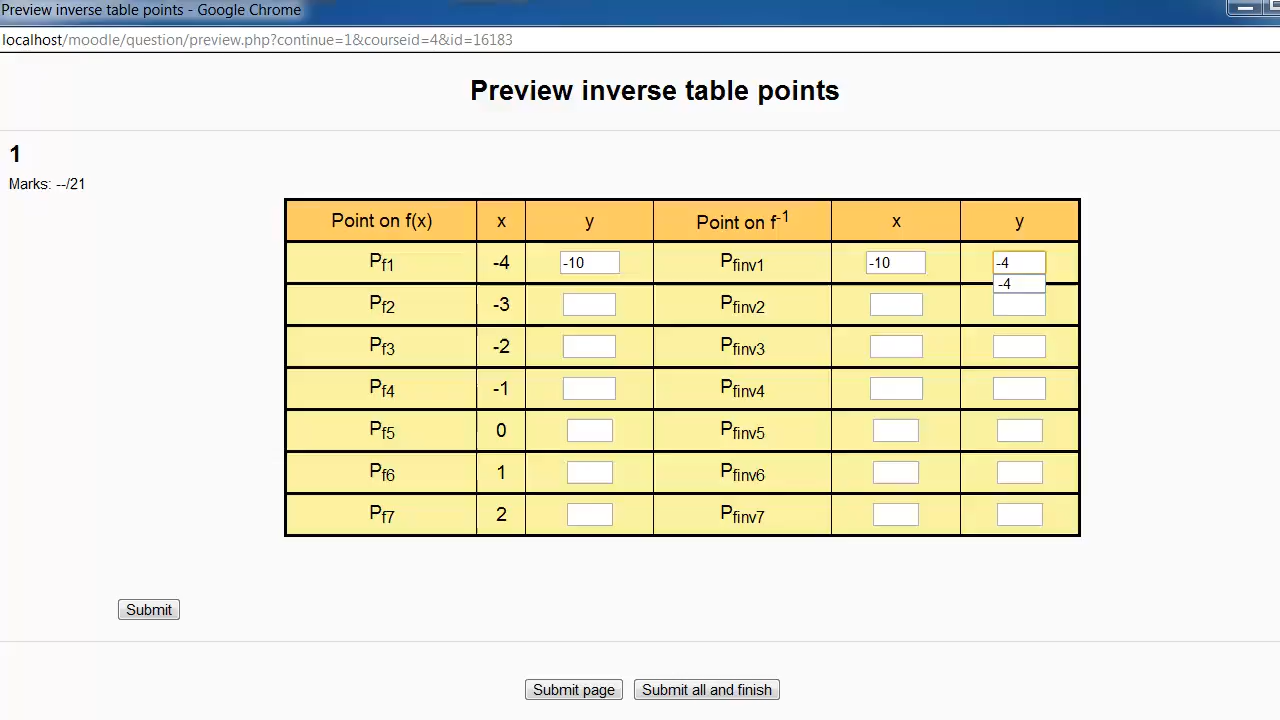 Preview inverse table points - Google Chrome
localhost/moodle/question/preview.php?continue=1&courseid=4&id=16183
Preview inverse table points
1
Marks: --/21
Point on f(x) x y Point on f-1 x y
Pf1 -4 -10 Pfinv1 -10 -4
-4
Pf2 -3 Pfinv2
Pf3 -2 Pfinv3
Pf4 -1 Pfinv4
Pf5 0 Pfinv5
Pf6 1 Pfinv6
Pf7 2 Pfinv7
Submit
Submit page Submit all and finish